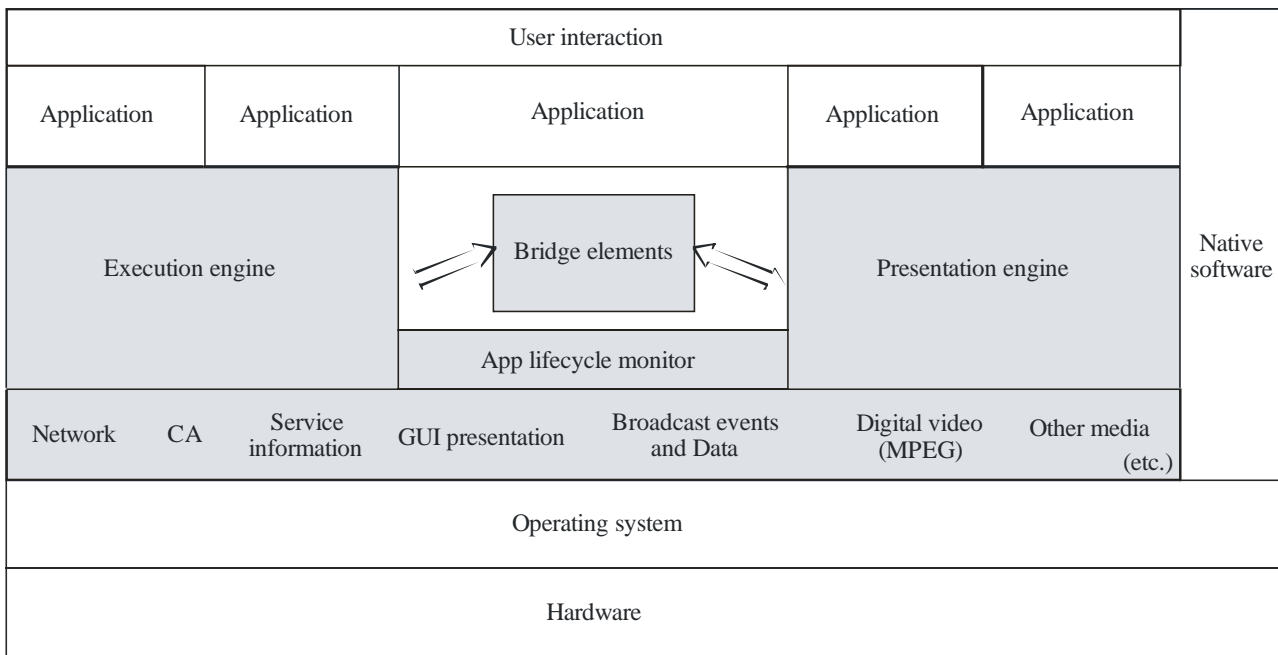 User interaction
Application
Application
Application
Application
Application
Execution engine
Bridge elements
Presentation engine
Native
software
App lifecycle monitor
Network
CA
Service
information
GUI presentation
Broadcast events
and Data
Digital video
(MPEG)
Other media
(etc.)
Operating system
Hardware